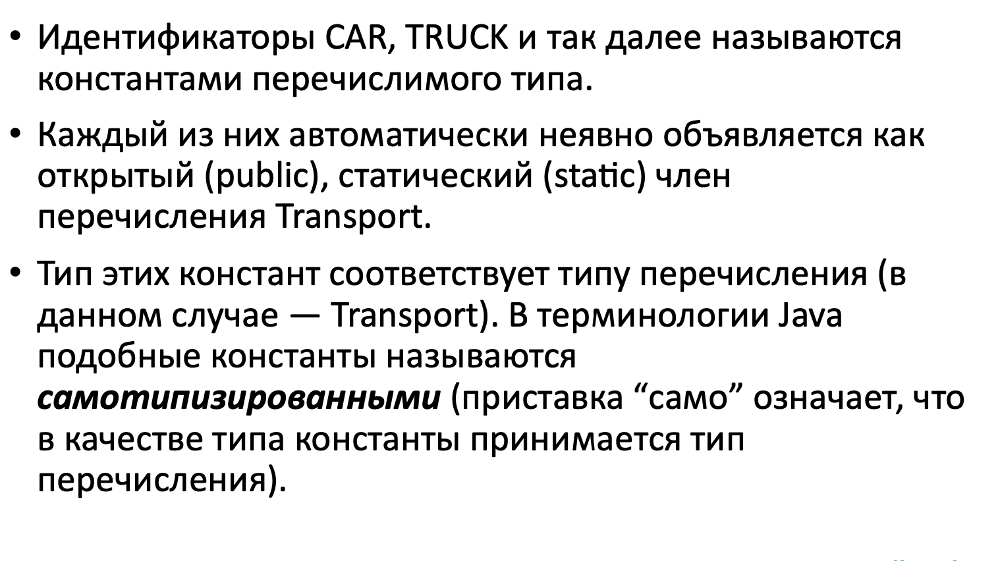 • Идентификаторы CAR, TRUCK и так далее называются
константами перечислимого типа.
• Каждый из них автоматически неявно объявляется как
открытый (public), статический (static) член
перечисления Transport.
• Тип этих констант соответствует типу перечисления (в
данном случае — Transport). В терминологии Java
подобные константы называются
самотипизированными (приставка “само” означает, что
в качестве типа константы принимается тип
перечисления).